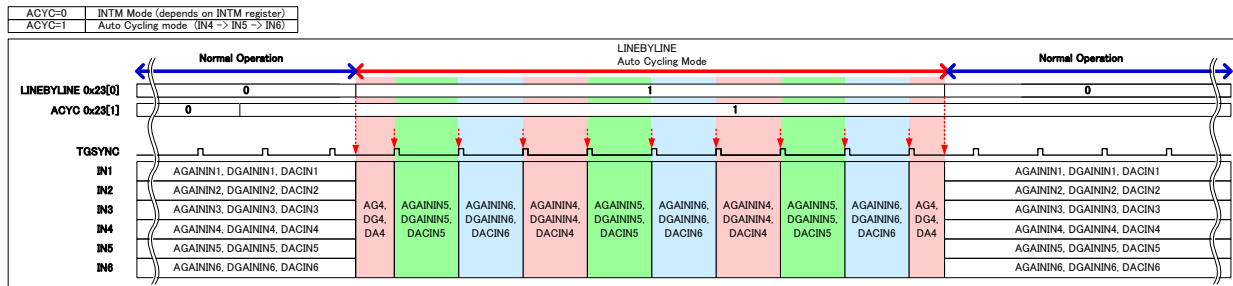 ACYC=0 INTM Mode (depends on INTM register)
ACYC=1 Auto Cycling mode (IN4 -> IN5 -> IN6)
LINEBYLINE
Normal Operation Auto Cycling Mode Normal Operation
LINEBYLINE 0x23[0] 0 1 0
ACYC 0x23[1] 0 1
TGSYNC
IN1 AGAININ1, DGAININ1, DACIN1 AGAININ1, DGAININ1, DACIN1
IN2 AGAININ2, DGAININ2, DACIN2 AGAININ2, DGAININ2, DACIN2
IN3 AGAININ3, DGAININ3, DACIN3 AG4, AGAININ5, AGAININ6, AGAININ4, AGAININ5, AGAININ6, AGAININ4, AGAININ5, AGAININ6, AG4, AGAININ3, DGAININ3, DACIN3
DG4, DGAININ5, DGAININ6, DGAININ4, DGAININ5, DGAININ6, DGAININ4, DGAININ5, DGAININ6, DG4,
IN4 AGAININ4, DGAININ4, DACIN4 DA4 DACIN5 DACIN6 DACIN4 DACIN5 DACIN6 DACIN4 DACIN5 DACIN6 DA4 AGAININ4, DGAININ4, DACIN4
IN5 AGAININ5, DGAININ5, DACIN5 AGAININ5, DGAININ5, DACIN5
IN6 AGAININ6, DGAININ6, DACIN6 AGAININ6, DGAININ6, DACIN6